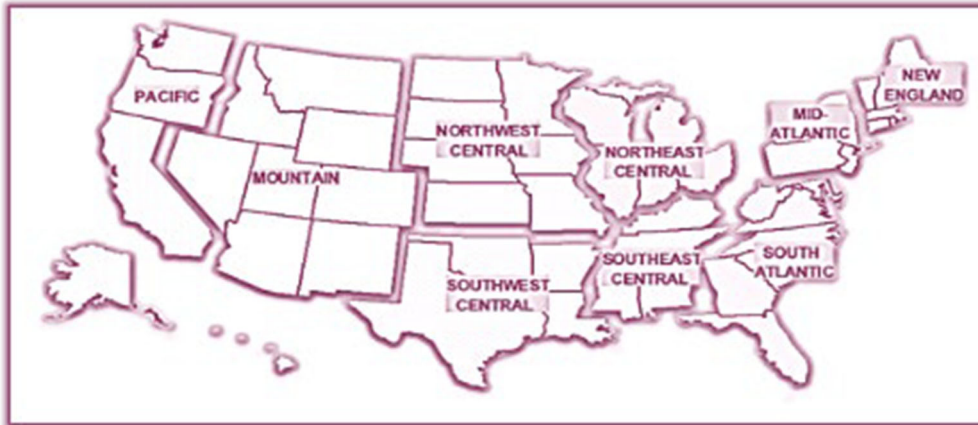 PACIFIC
MOUNTAIN
NORTHWEST
CENTRAL
SOUTHWEST
CENTRAL
NORTHEAST
CENTRAL
SOUTHEAST
CENTRAL
MID-
ATLANTIC
SOUTH
ATLANTIC
NEW
ENGLAND